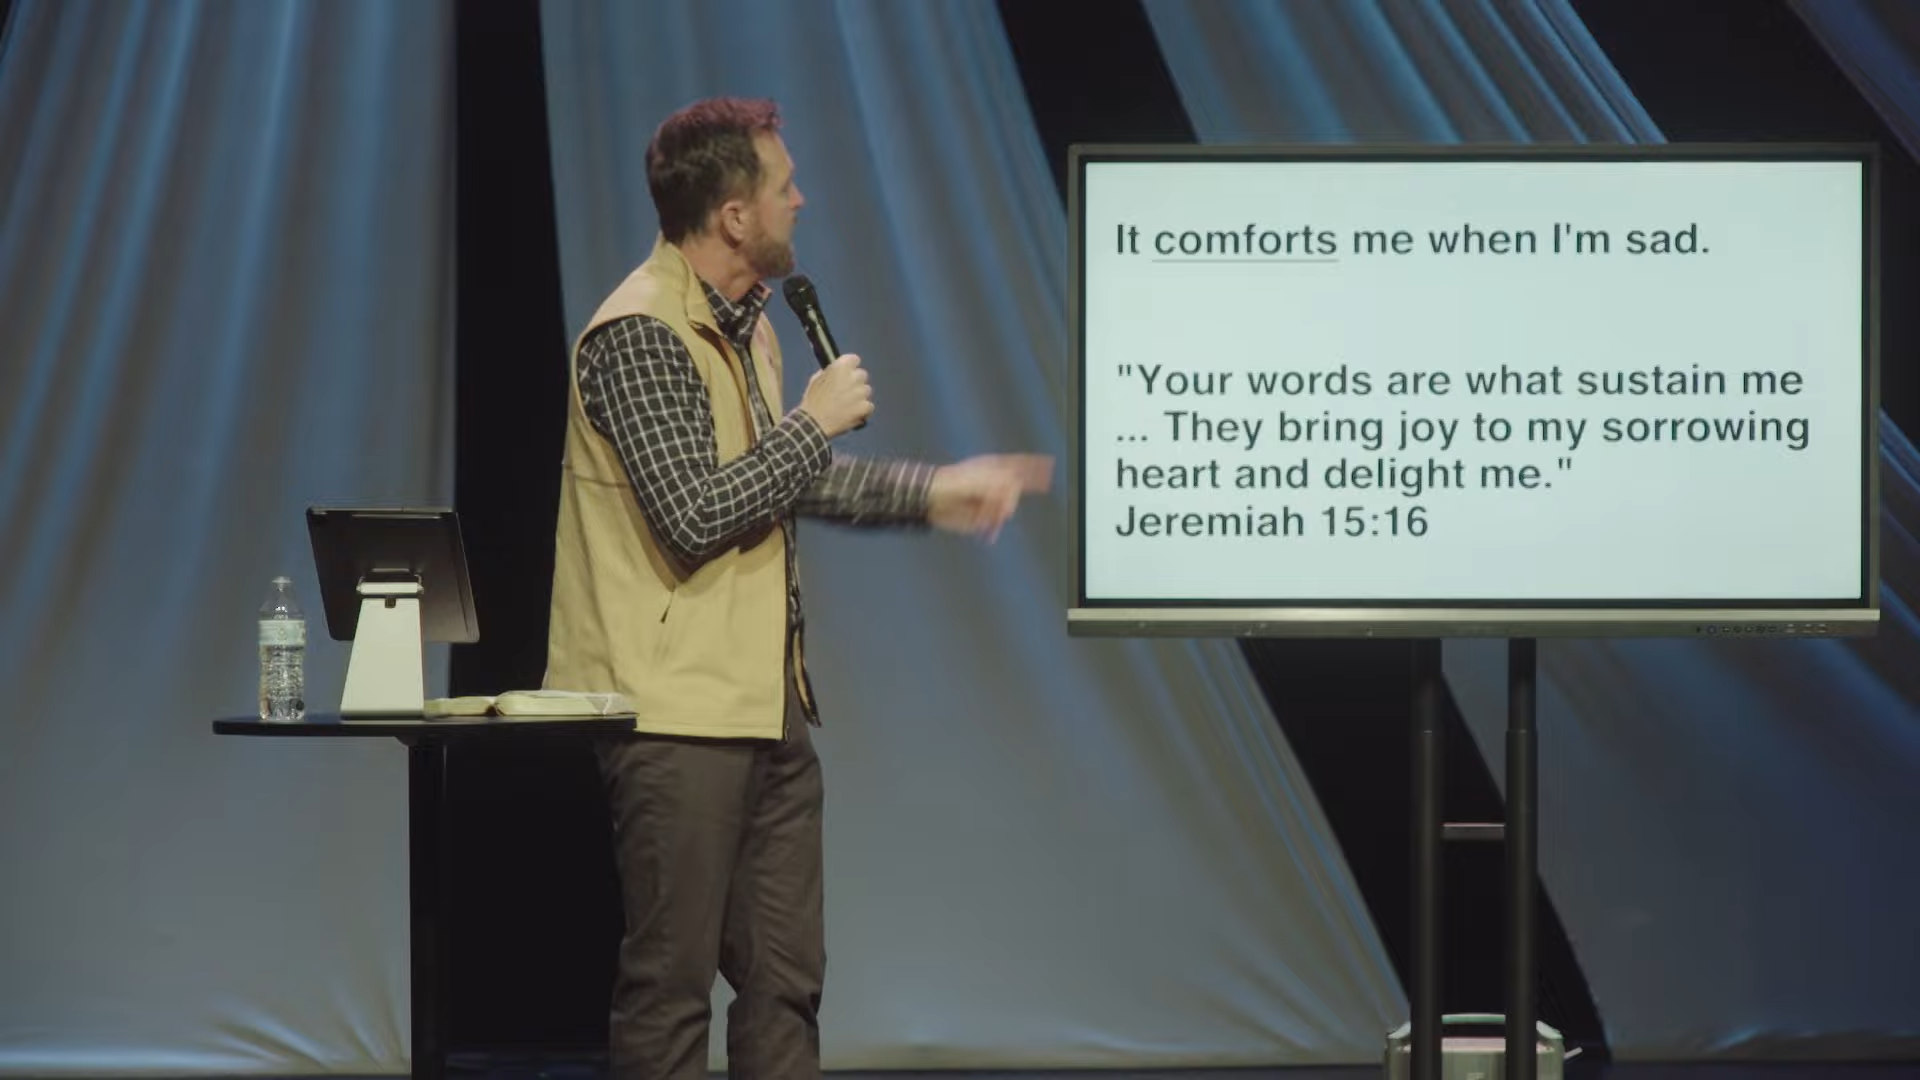 It comforts me when I'm sad.
"Your words are what sustain me
... They bring joy to my sorrowing
heart and delight me."
Jeremiah 15:16